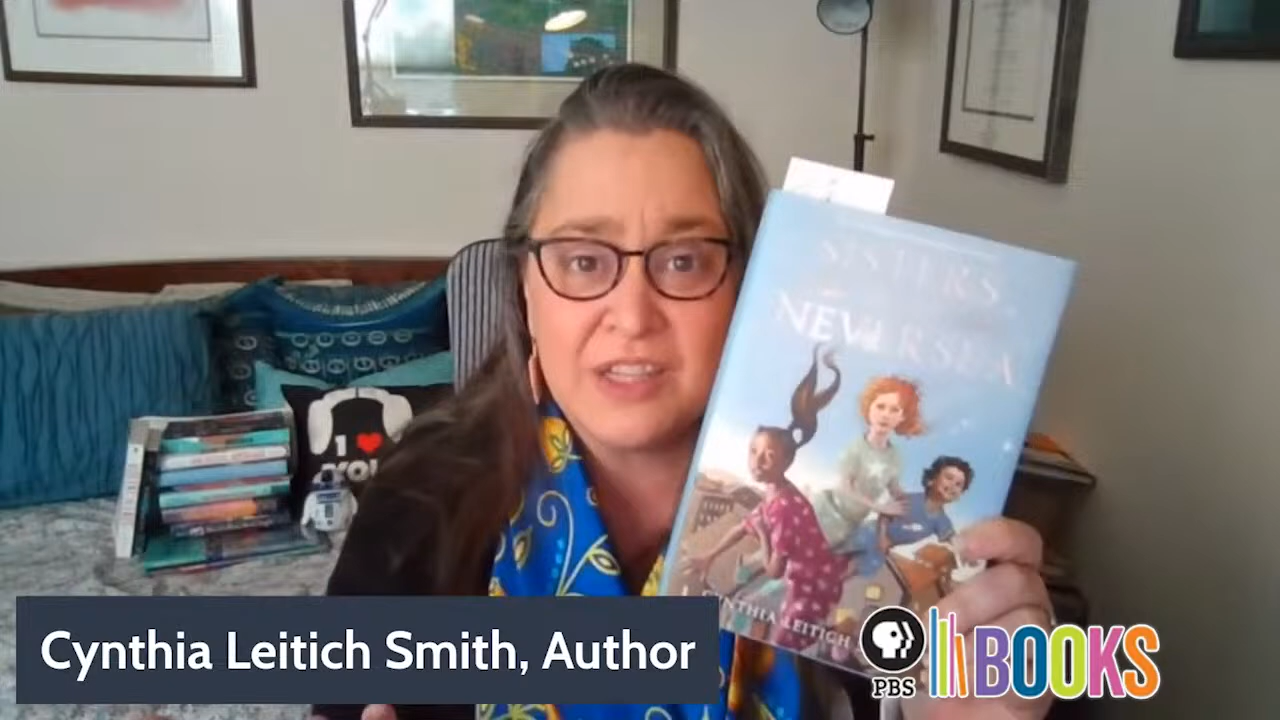 SISTERS
NEVERSEA
I ❤ YOU
CYNTHIA LEITICH
Cynthia Leitich Smith, Author
PBS
BOOKS